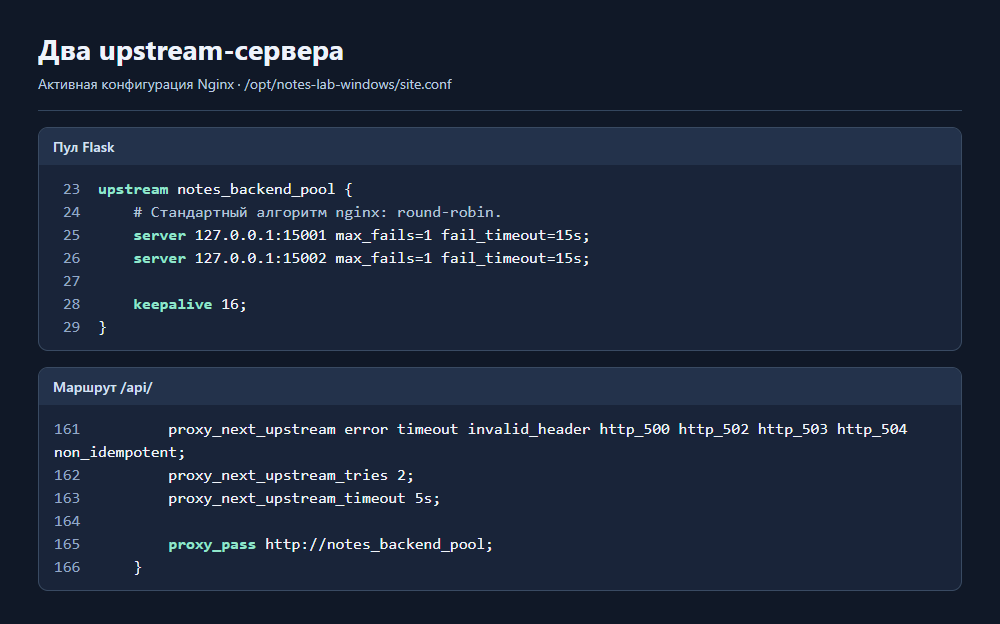 Два upstream-сервера
Активная конфигурация Nginx · /opt/notes-lab-windows/site.conf
Пул Flask
23 upstream notes_backend_pool {
24     # Стандартный алгоритм nginx: round-robin.
25     server 127.0.0.1:15001 max_fails=1 fail_timeout=15s;
26     server 127.0.0.1:15002 max_fails=1 fail_timeout=15s;
27
28     keepalive 16;
29 }
Маршрут /api/
161         proxy_next_upstream error timeout invalid_header http_500 http_502 http_503 http_504
non_idempotent;
162         proxy_next_upstream_tries 2;
163         proxy_next_upstream_timeout 5s;
164
165         proxy_pass http://notes_backend_pool;
166     }